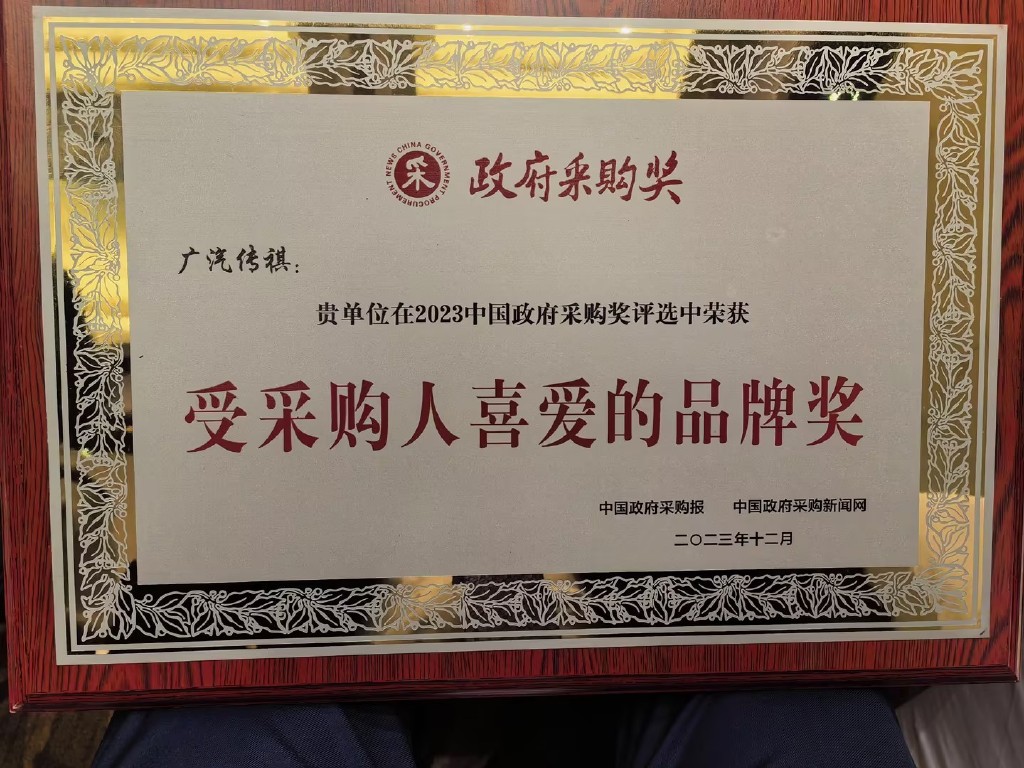 CHINA GOVERNMENT PROCUREMENT NEWS
采
政府采购奖
广汽传祺：
贵单位在2023中国政府采购奖评选中荣获
受采购人喜爱的品牌奖
中国政府采购报 中国政府采购新闻网
二〇二三年十二月